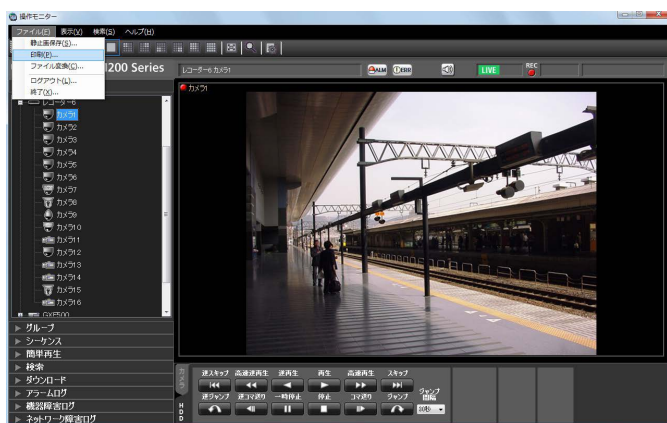 操作モニター
ファイル(F) 表示(V) 検索(S) ヘルプ(H)
静止画保存(S)...
印刷(P)...
ファイル変換(C)...
ログアウト(L)...
終了(X)...
200 Series
レコーダー6 カメラ1
ALM
ERR
LIVE
REC
レコーダー6
カメラ1
カメラ2
カメラ3
カメラ4
カメラ5
カメラ6
カメラ7
カメラ8
カメラ9
カメラ10
カメラ11
カメラ12
カメラ13
カメラ14
カメラ15
カメラ16
GXE500
カメラ1
グループ
シーケンス
簡単再生
検索
ダウンロード
アラームログ
機器障害ログ
ネットワーク障害ログ
カメラ
HDD
逆スキップ 高速逆再生 逆再生 再生 高速再生 スキップ
逆ジャンプ 逆コマ送り 一時停止 停止 コマ送り ジャンプ
ジャンプ
間隔
30秒